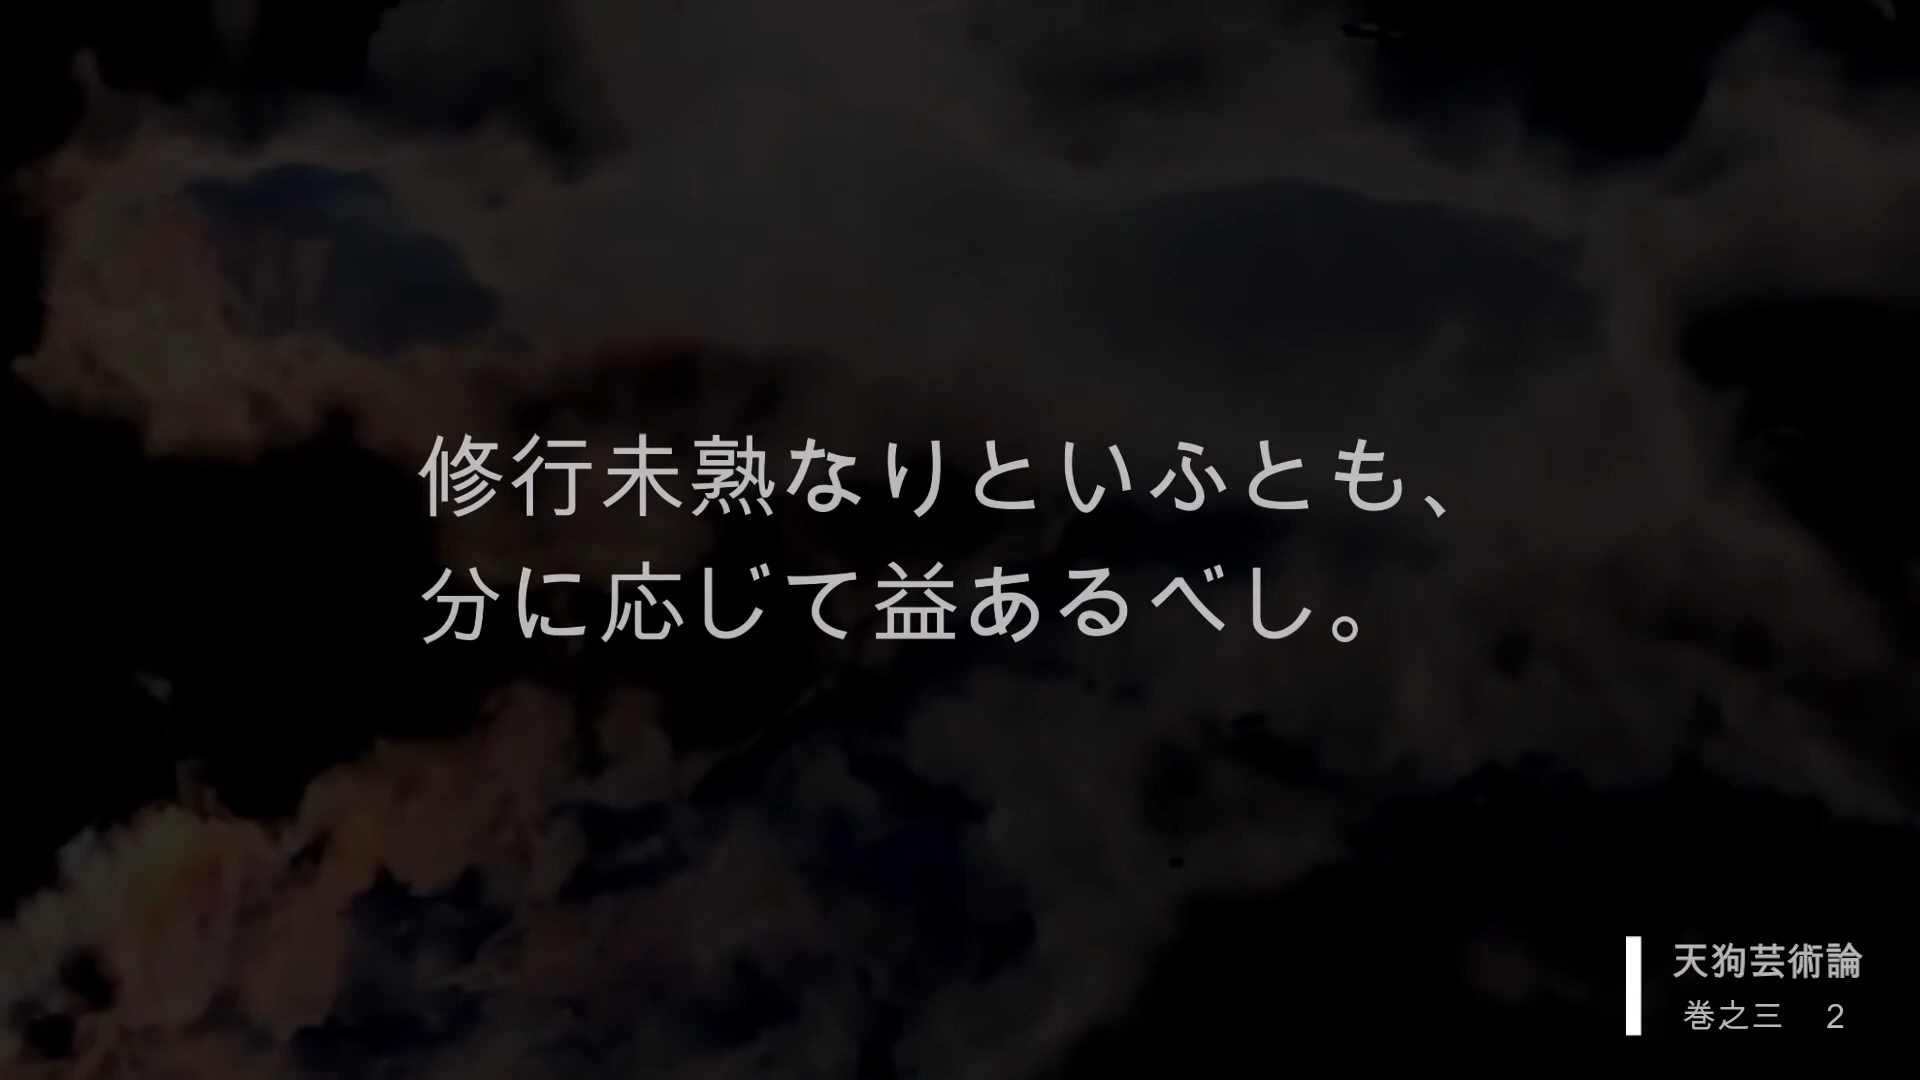 修行未熟なりといふとも、
分に応じて益あるべし。
天狗芸術論
巻之三　2